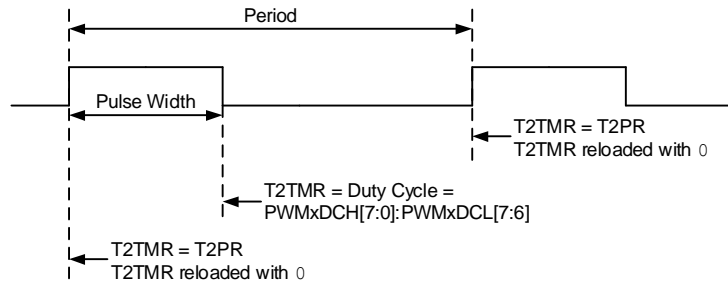 Period
Pulse Width
T2TMR = T2PR
T2TMR reloaded with 0
T2TMR = Duty Cycle =
PWMxDCH[7:0]:PWMxDCL[7:6]
T2TMR = T2PR
T2TMR reloaded with 0